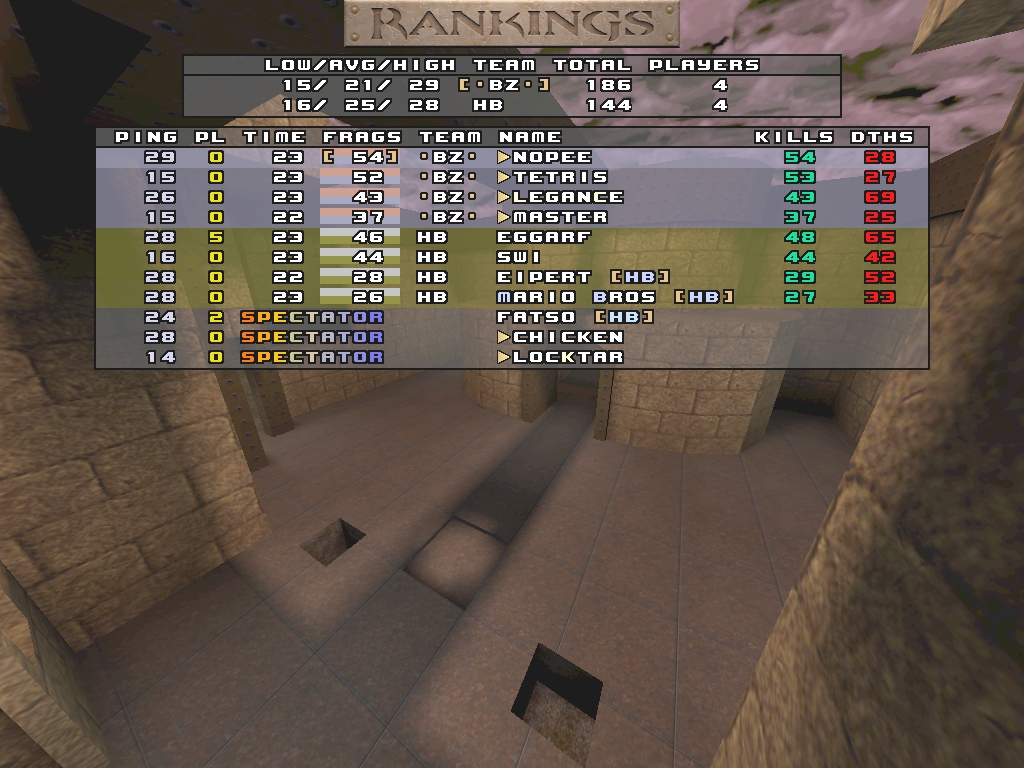 RANKINGS
LOW/AVG/HIGH TEAM TOTAL PLAYERS
15/ 21/ 29 [·BZ·] 186 4
16/ 25/ 28 HB 144 4
PING PL TIME FRAGS TEAM NAME KILLS DTHS
29 0 23 [ 54] ·BZ· ▶NOPEE 54 28
15 0 23 52 ·BZ· ▶TETRIS 53 27
26 0 23 43 ·BZ· ▶LEGANCE 43 69
15 0 22 37 ·BZ· ▶MASTER 37 25
28 5 23 46 HB EGGARF 48 65
16 0 23 44 HB SWI 44 42
28 0 22 28 HB EIPERT [HB] 29 52
28 0 23 26 HB MARIO BROS [HB] 27 33
24 2 SPECTATOR FATSO [HB]
28 0 SPECTATOR ▶CHICKEN
14 0 SPECTATOR ▶LOCKTAR